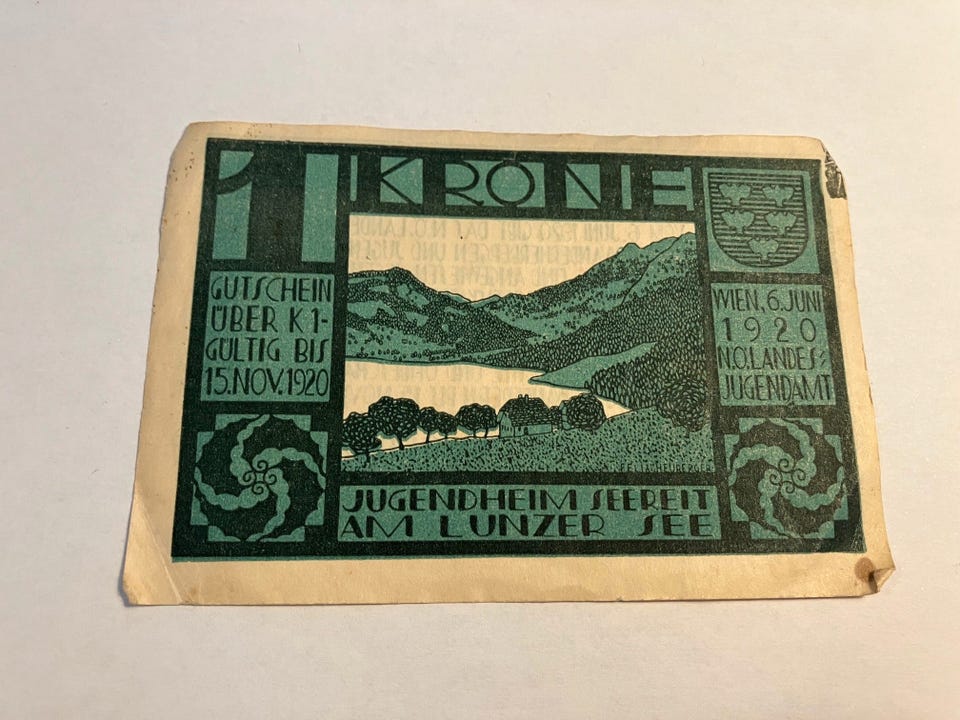 1 KRONE
GUTSCHEIN
ÜBER K 1-
GÜLTIG BIS
15.NOV.1920
WIEN, 6. JUNI
1920
N.Ö.LANDES=
JUGENDAMT
JUGENDHEIM SEEREIT
AM LUNZER SEE